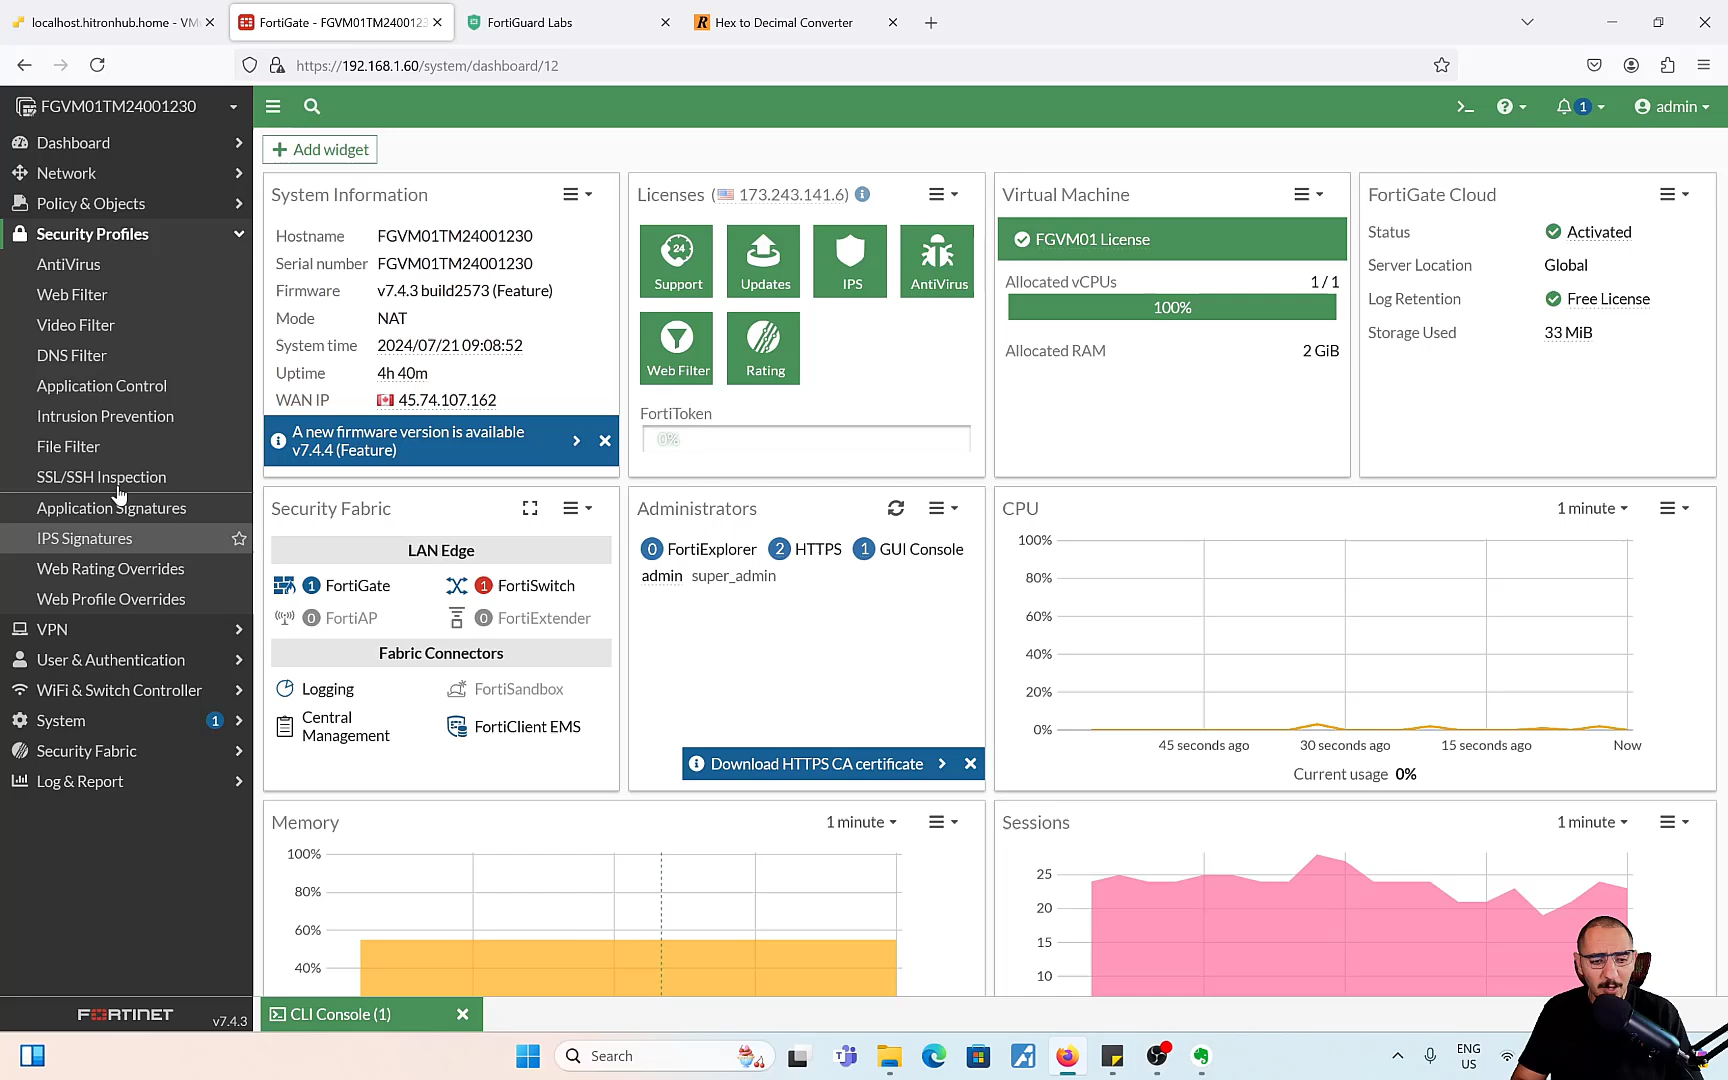 localhost.hitronhub.home - VM
FortiGate - FGVM01TM2400123
FortiGuard Labs
Hex to Decimal Converter
https://192.168.1.60/system/dashboard/12
FGVM01TM24001230
admin
1
Dashboard
Network
Policy & Objects
Security Profiles
AntiVirus
Web Filter
Video Filter
DNS Filter
Application Control
Intrusion Prevention
File Filter
SSL/SSH Inspection
Application Signatures
IPS Signatures
Web Rating Overrides
Web Profile Overrides
VPN
User & Authentication
WiFi & Switch Controller
System 1
Security Fabric
Log & Report
FORTINET v7.4.3
Add widget
System Information
Hostname FGVM01TM24001230
Serial number FGVM01TM24001230
Firmware v7.4.3 build2573 (Feature)
Mode NAT
System time 2024/07/21 09:08:52
Uptime 4h 40m
WAN IP 45.74.107.162
A new firmware version is available
v7.4.4 (Feature)
Licenses (173.243.141.6)
24
Support Updates IPS AntiVirus
Web Filter Rating
FortiToken
0%
Virtual Machine
FGVM01 License
Allocated vCPUs 1 / 1
100%
Allocated RAM 2 GiB
FortiGate Cloud
Status Activated
Server Location Global
Log Retention Free License
Storage Used 33 MiB
Security Fabric
LAN Edge
1 FortiGate 1 FortiSwitch
0 FortiAP 0 FortiExtender
Fabric Connectors
Logging FortiSandbox
Central
Management
FortiClient EMS
Administrators
0 FortiExplorer 2 HTTPS 1 GUI Console
admin super_admin
Download HTTPS CA certificate
CPU 1 minute
100%
80%
60%
40%
20%
0%
45 seconds ago 30 seconds ago 15 seconds ago Now
Current usage 0%
Memory 1 minute
100%
80%
60%
40%
Sessions 1 minute
25
20
15
10
CLI Console (1)
Search
ENG
US